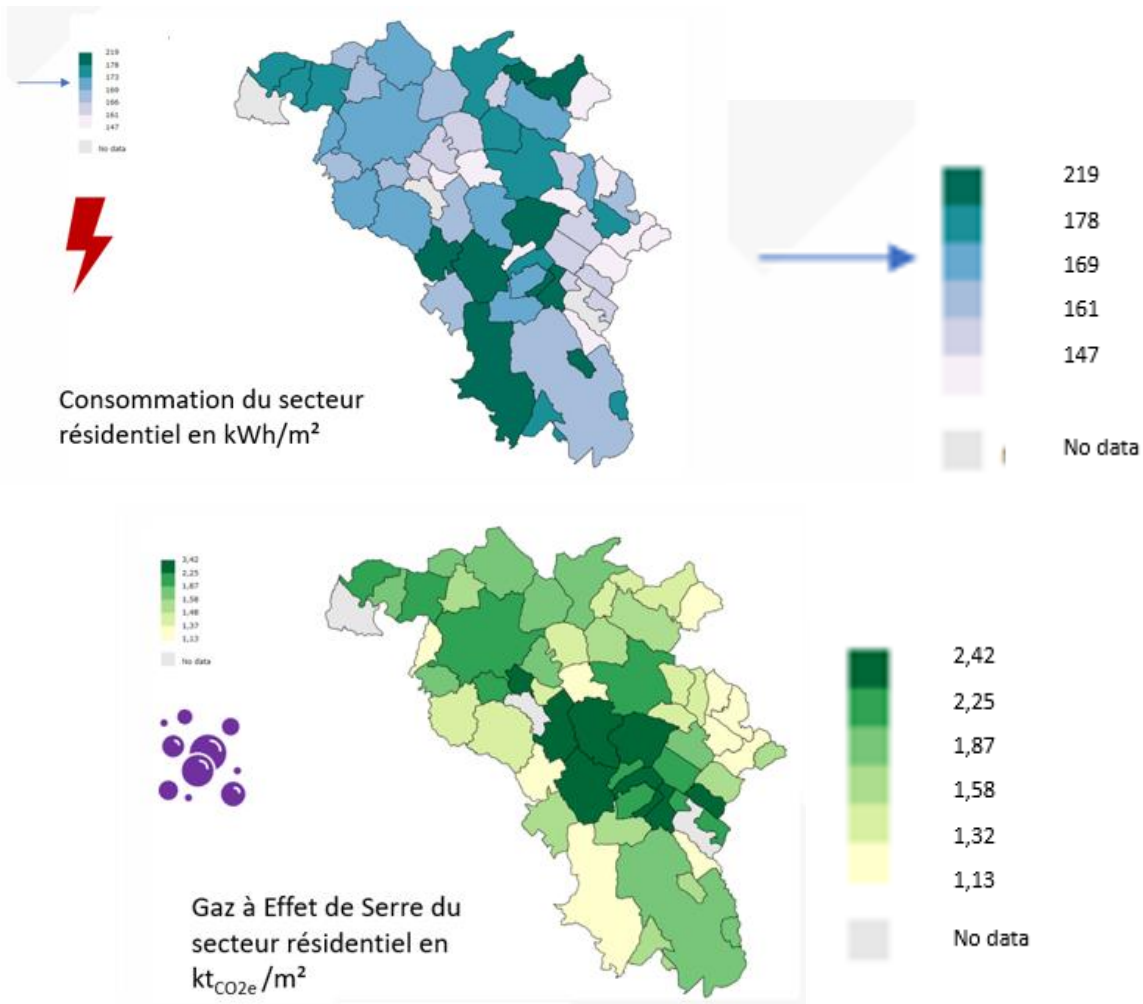 219
178
173
169
166
161
147
No data
219
178
169
161
147
No data
Consommation du secteur
résidentiel en kWh/m²
2,42
2,25
1,87
1,58
1,48
1,37
1,13
No data
2,42
2,25
1,87
1,58
1,32
1,13
No data
Gaz à Effet de Serre du
secteur résidentiel en
ktCO2e /m²